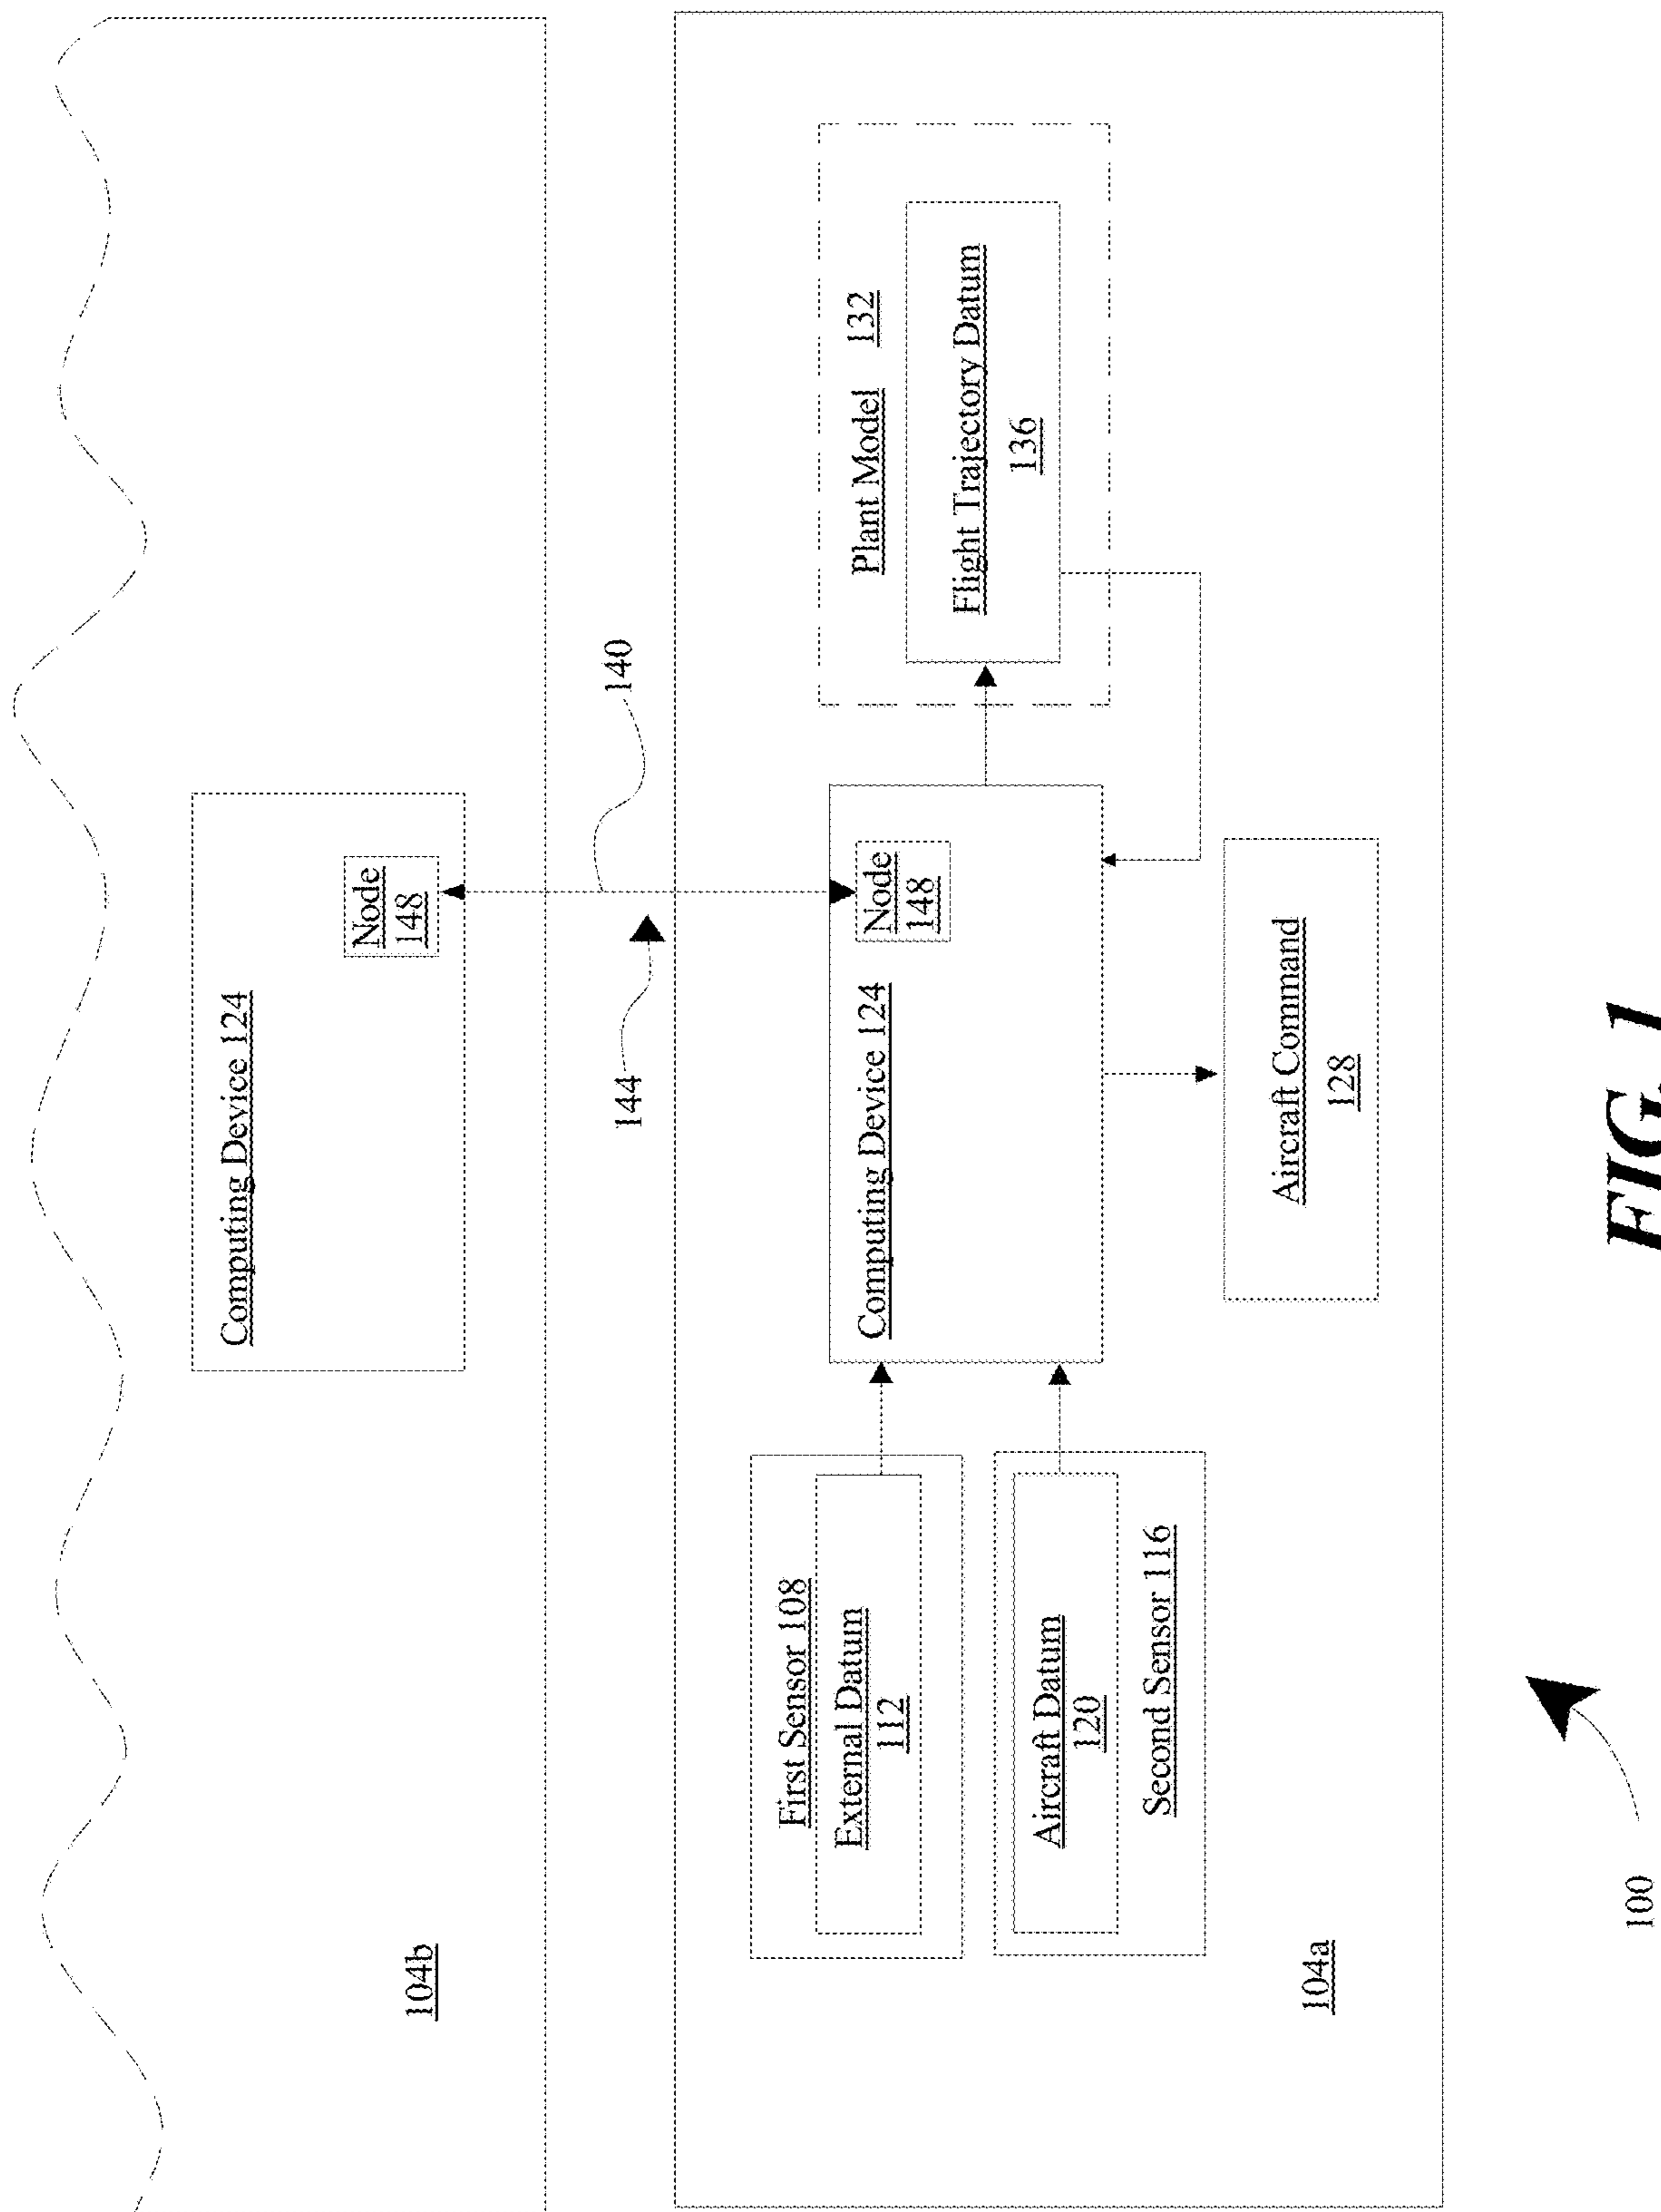 104b
Computing Device 124
Node
148
144
140
104a
First Sensor 108
External Datum
112
Aircraft Datum
120
Second Sensor 116
Computing Device 124
Node
148
Plant Model 132
Flight Trajectory Datum
136
Aircraft Command
128
100
FIG. 1